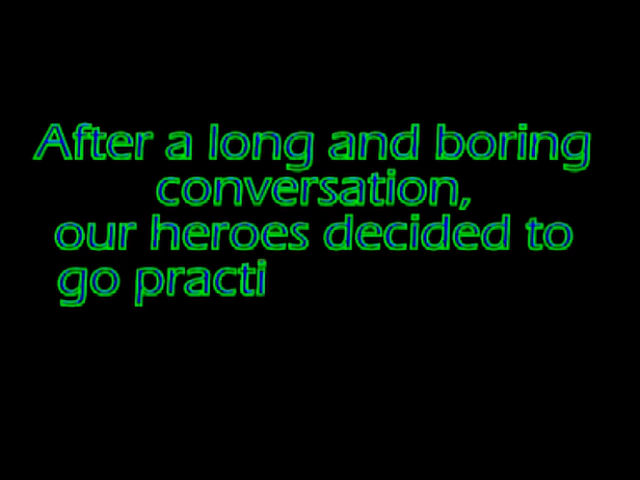 After a long and boring
conversation,
our heroes decided to
go practi